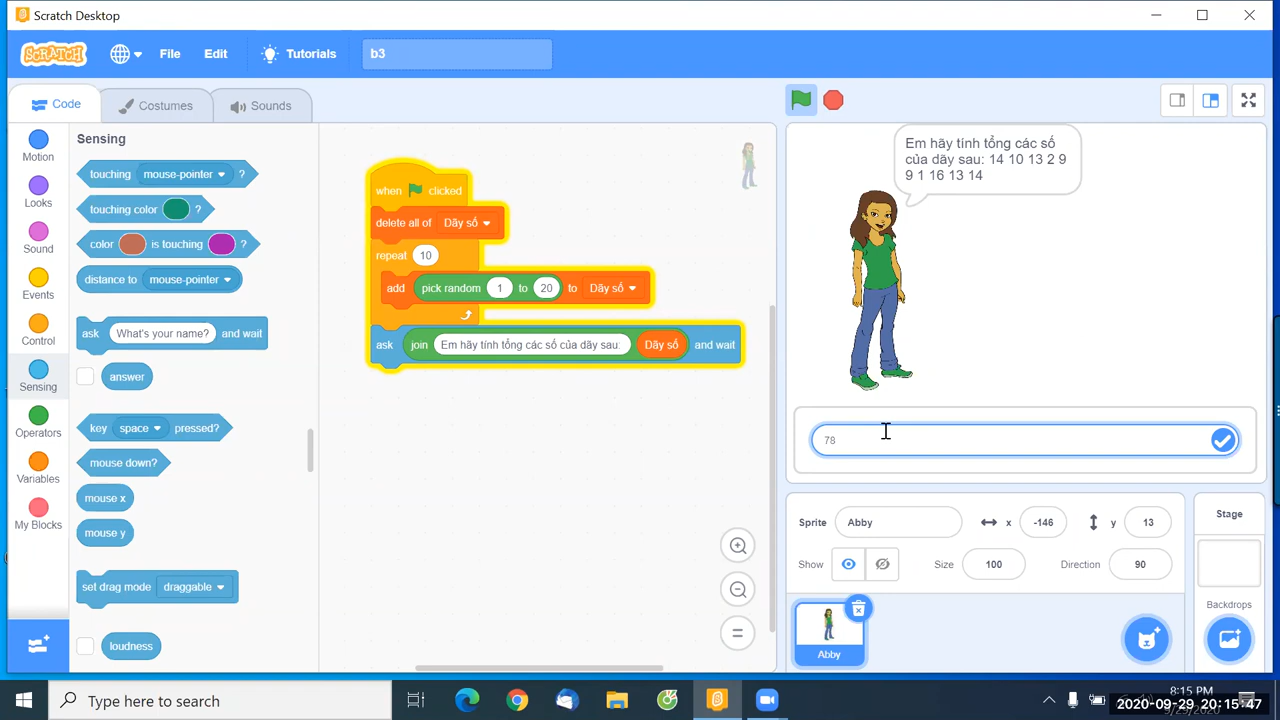 Scratch Desktop
SCRATCH File Edit Tutorials b3
Code Costumes Sounds
Motion
Looks
Sound
Events
Control
Sensing
Operators
Variables
My Blocks
Sensing
touching mouse-pointer ?
touching color ?
color is touching ?
distance to mouse-pointer
ask What's your name? and wait
answer
key space pressed?
mouse down?
mouse x
mouse y
set drag mode draggable
loudness
when clicked
delete all of Dãy số
repeat 10
add pick random 1 to 20 to Dãy số
ask join Em hãy tính tổng các số của dãy sau: Dãy số and wait
Em hãy tính tổng các số
của dãy sau: 14 10 13 2 9
9 1 16 13 14
78
Sprite Abby x -146 y 13
Show Size 100 Direction 90
Abby
Stage
Backdrops
Type here to search
8:15 PM
2020-09-29 20:15:47